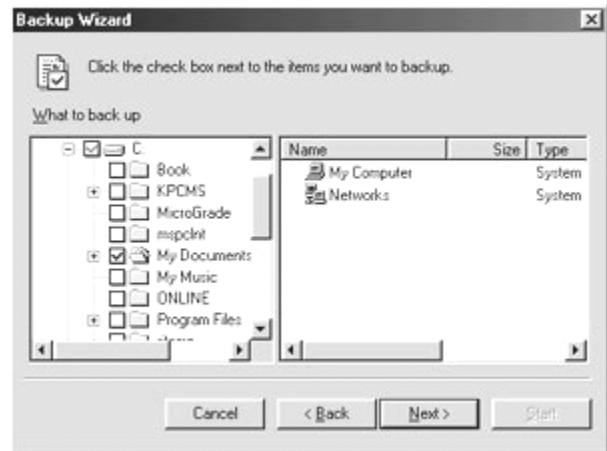 Backup Wizard
Click the check box next to the items you want to backup.
What to back up
C:
Book
KPCMS
MicroGrade
mspclnt
My Documents
My Music
ONLINE
Program Files
Name Size Type
My Computer System
Networks System
Cancel < Back Next > Start